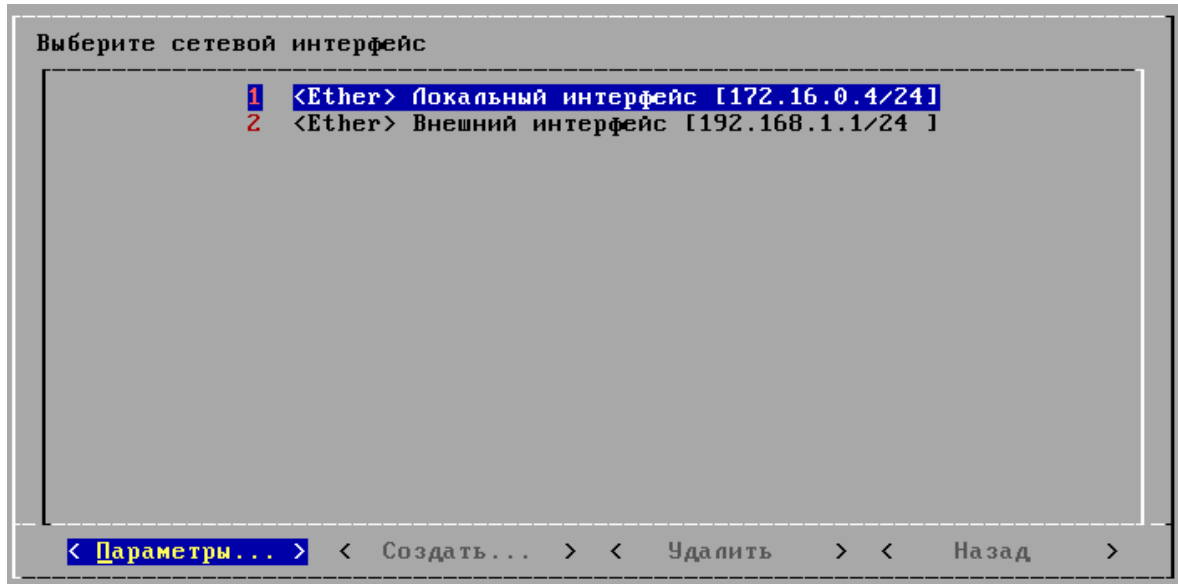 Выберите сетевой интерфейс
1 <Ether> Локальный интерфейс [172.16.0.4/24]
2 <Ether> Внешний интерфейс [192.168.1.1/24 ]
< Параметры... > < Создать... > < Удалить > < Назад >